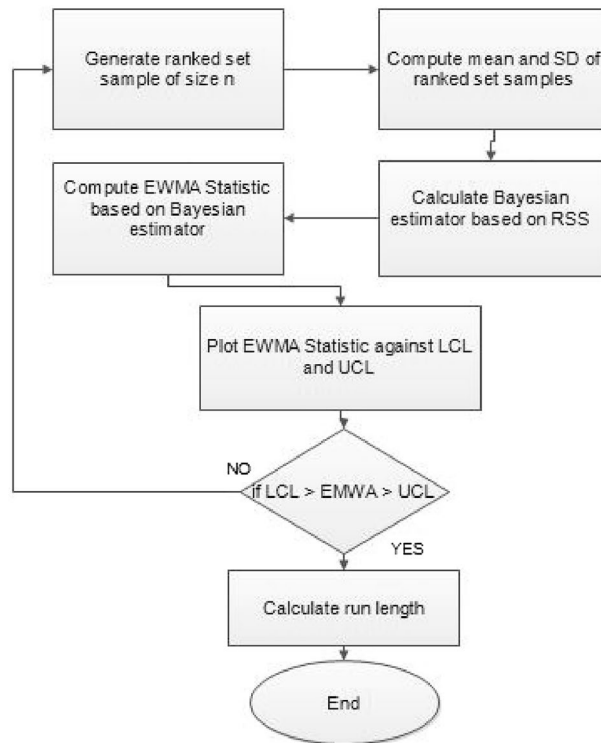 Generate ranked set
sample of size n
Compute mean and SD of
ranked set samples
Calculate Bayesian
estimator based on RSS
Compute EWMA Statistic
based on Bayesian
estimator
Plot EWMA Statistic against LCL
and UCL
if LCL > EMWA > UCL
NO
YES
Calculate run length
End